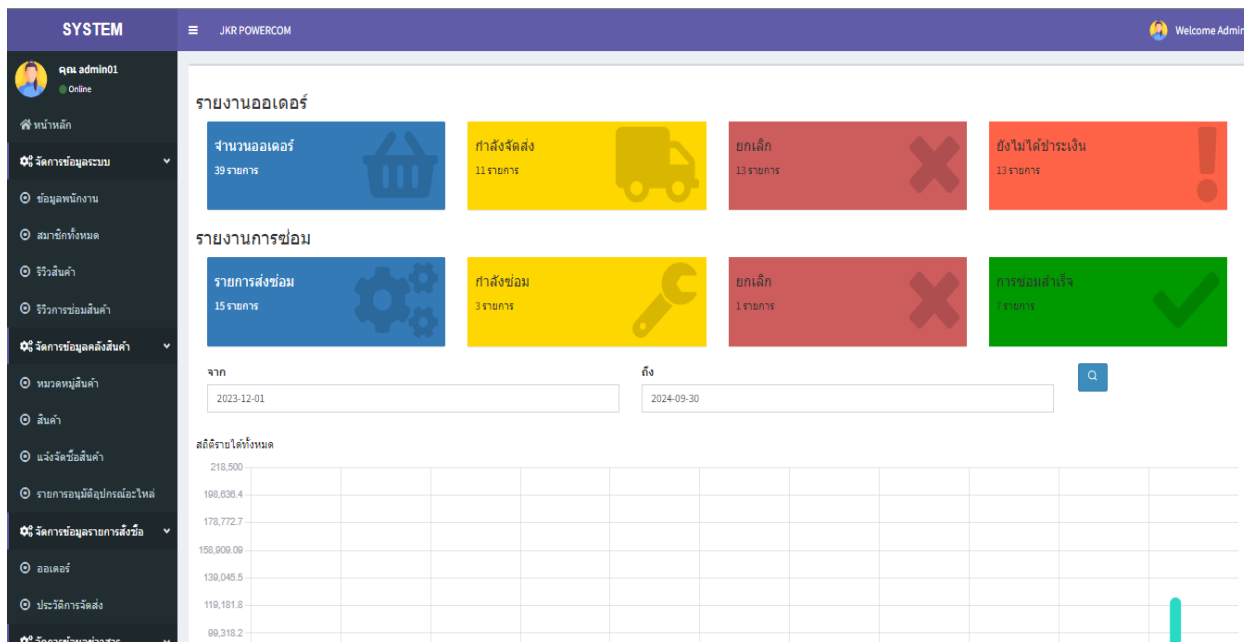 SYSTEM
JKR POWERCOM
Welcome Admin
คุณ admin01
Online
หน้าหลัก
จัดการข้อมูลระบบ
ข้อมูลพนักงาน
สมาชิกทั้งหมด
รีวิวสินค้า
รีวิวการซ่อมสินค้า
จัดการข้อมูลคลังสินค้า
หมวดหมู่สินค้า
สินค้า
แจ้งจัดซื้อสินค้า
รายการอนุมัติอุปกรณ์อะไหล่
จัดการข้อมูลรายการสั่งซื้อ
ออเดอร์
ประวัติการจัดส่ง
รายงานออเดอร์
จำนวนออเดอร์
39 รายการ
กำลังจัดส่ง
11 รายการ
ยกเลิก
13 รายการ
ยังไม่ได้ชำระเงิน
13 รายการ
รายงานการซ่อม
รายการส่งซ่อม
15 รายการ
กำลังซ่อม
3 รายการ
ยกเลิก
1 รายการ
การซ่อมสำเร็จ
7 รายการ
จาก
2023-12-01
ถึง
2024-09-30
สถิติรายได้ทั้งหมด
218,500
198,636.4
178,772.7
158,909.09
139,045.5
119,181.8
99,318.2